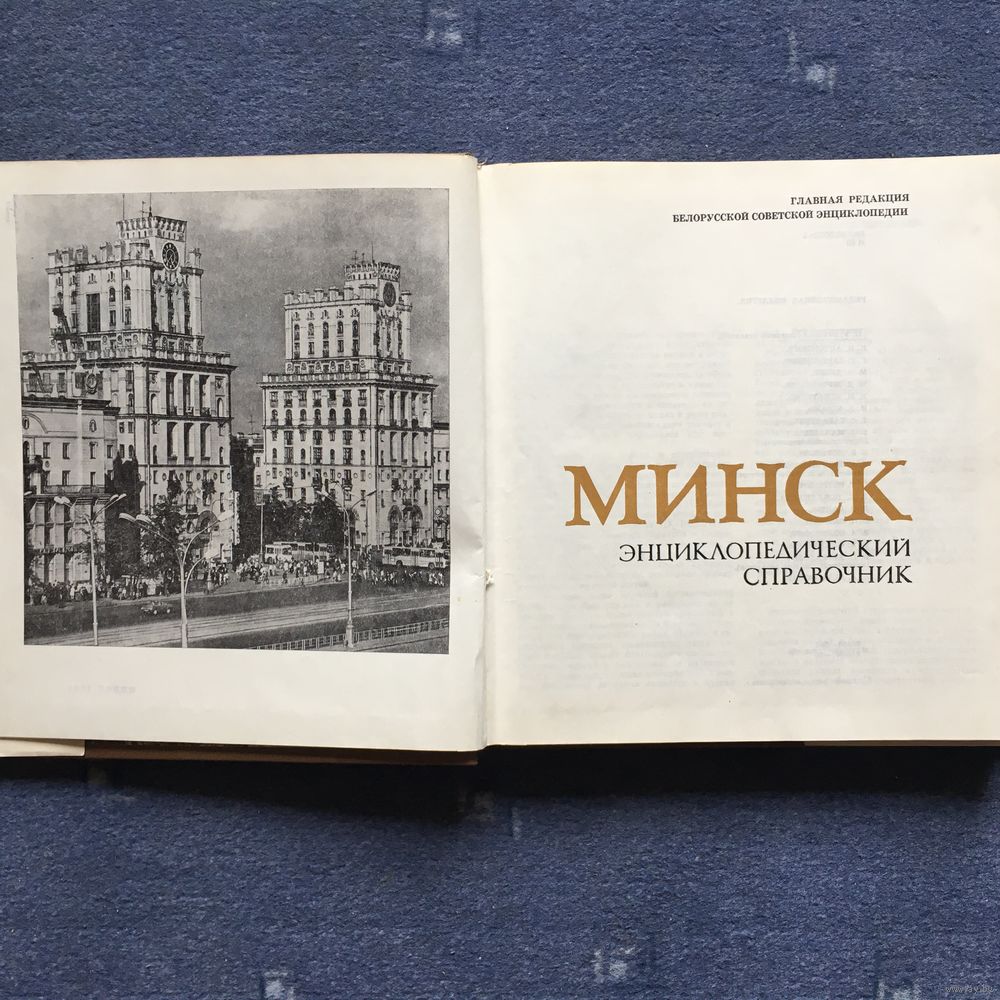 ГЛАВНАЯ РЕДАКЦИЯ
БЕЛОРУССКОЙ СОВЕТСКОЙ ЭНЦИКЛОПЕДИИ
МИНСК
ЭНЦИКЛОПЕДИЧЕСКИЙ
СПРАВОЧНИК